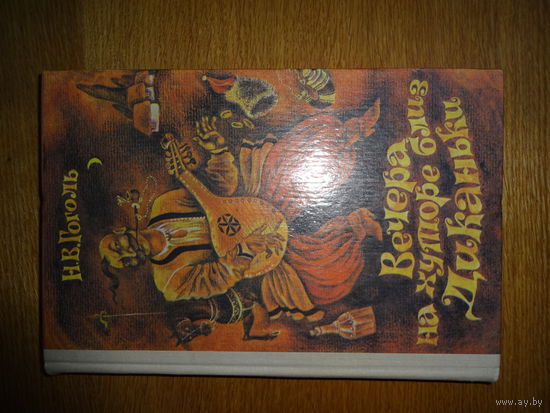 Н.В.ГОГОЛЬ
Вечера
на хуторе близ
Диканьки
www.ay.by